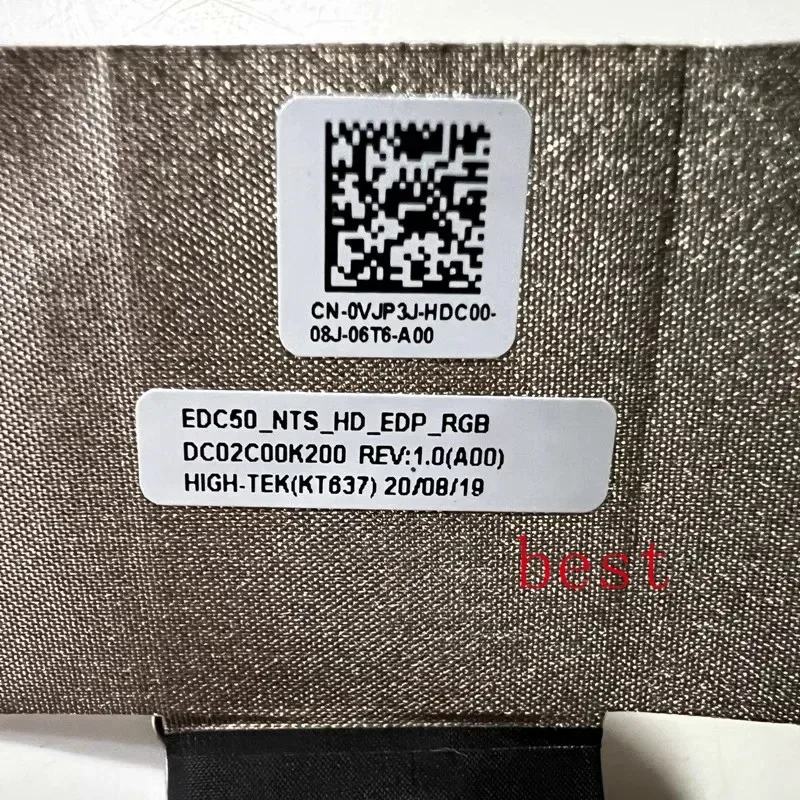 CN-0VJP3J-HDC00-
08J-06T6-A00
EDC50_NTS_HD_EDP_RGB
DC02C00K200 REV:1.0(A00)
HIGH-TEK(KT637) 20/08/19
best